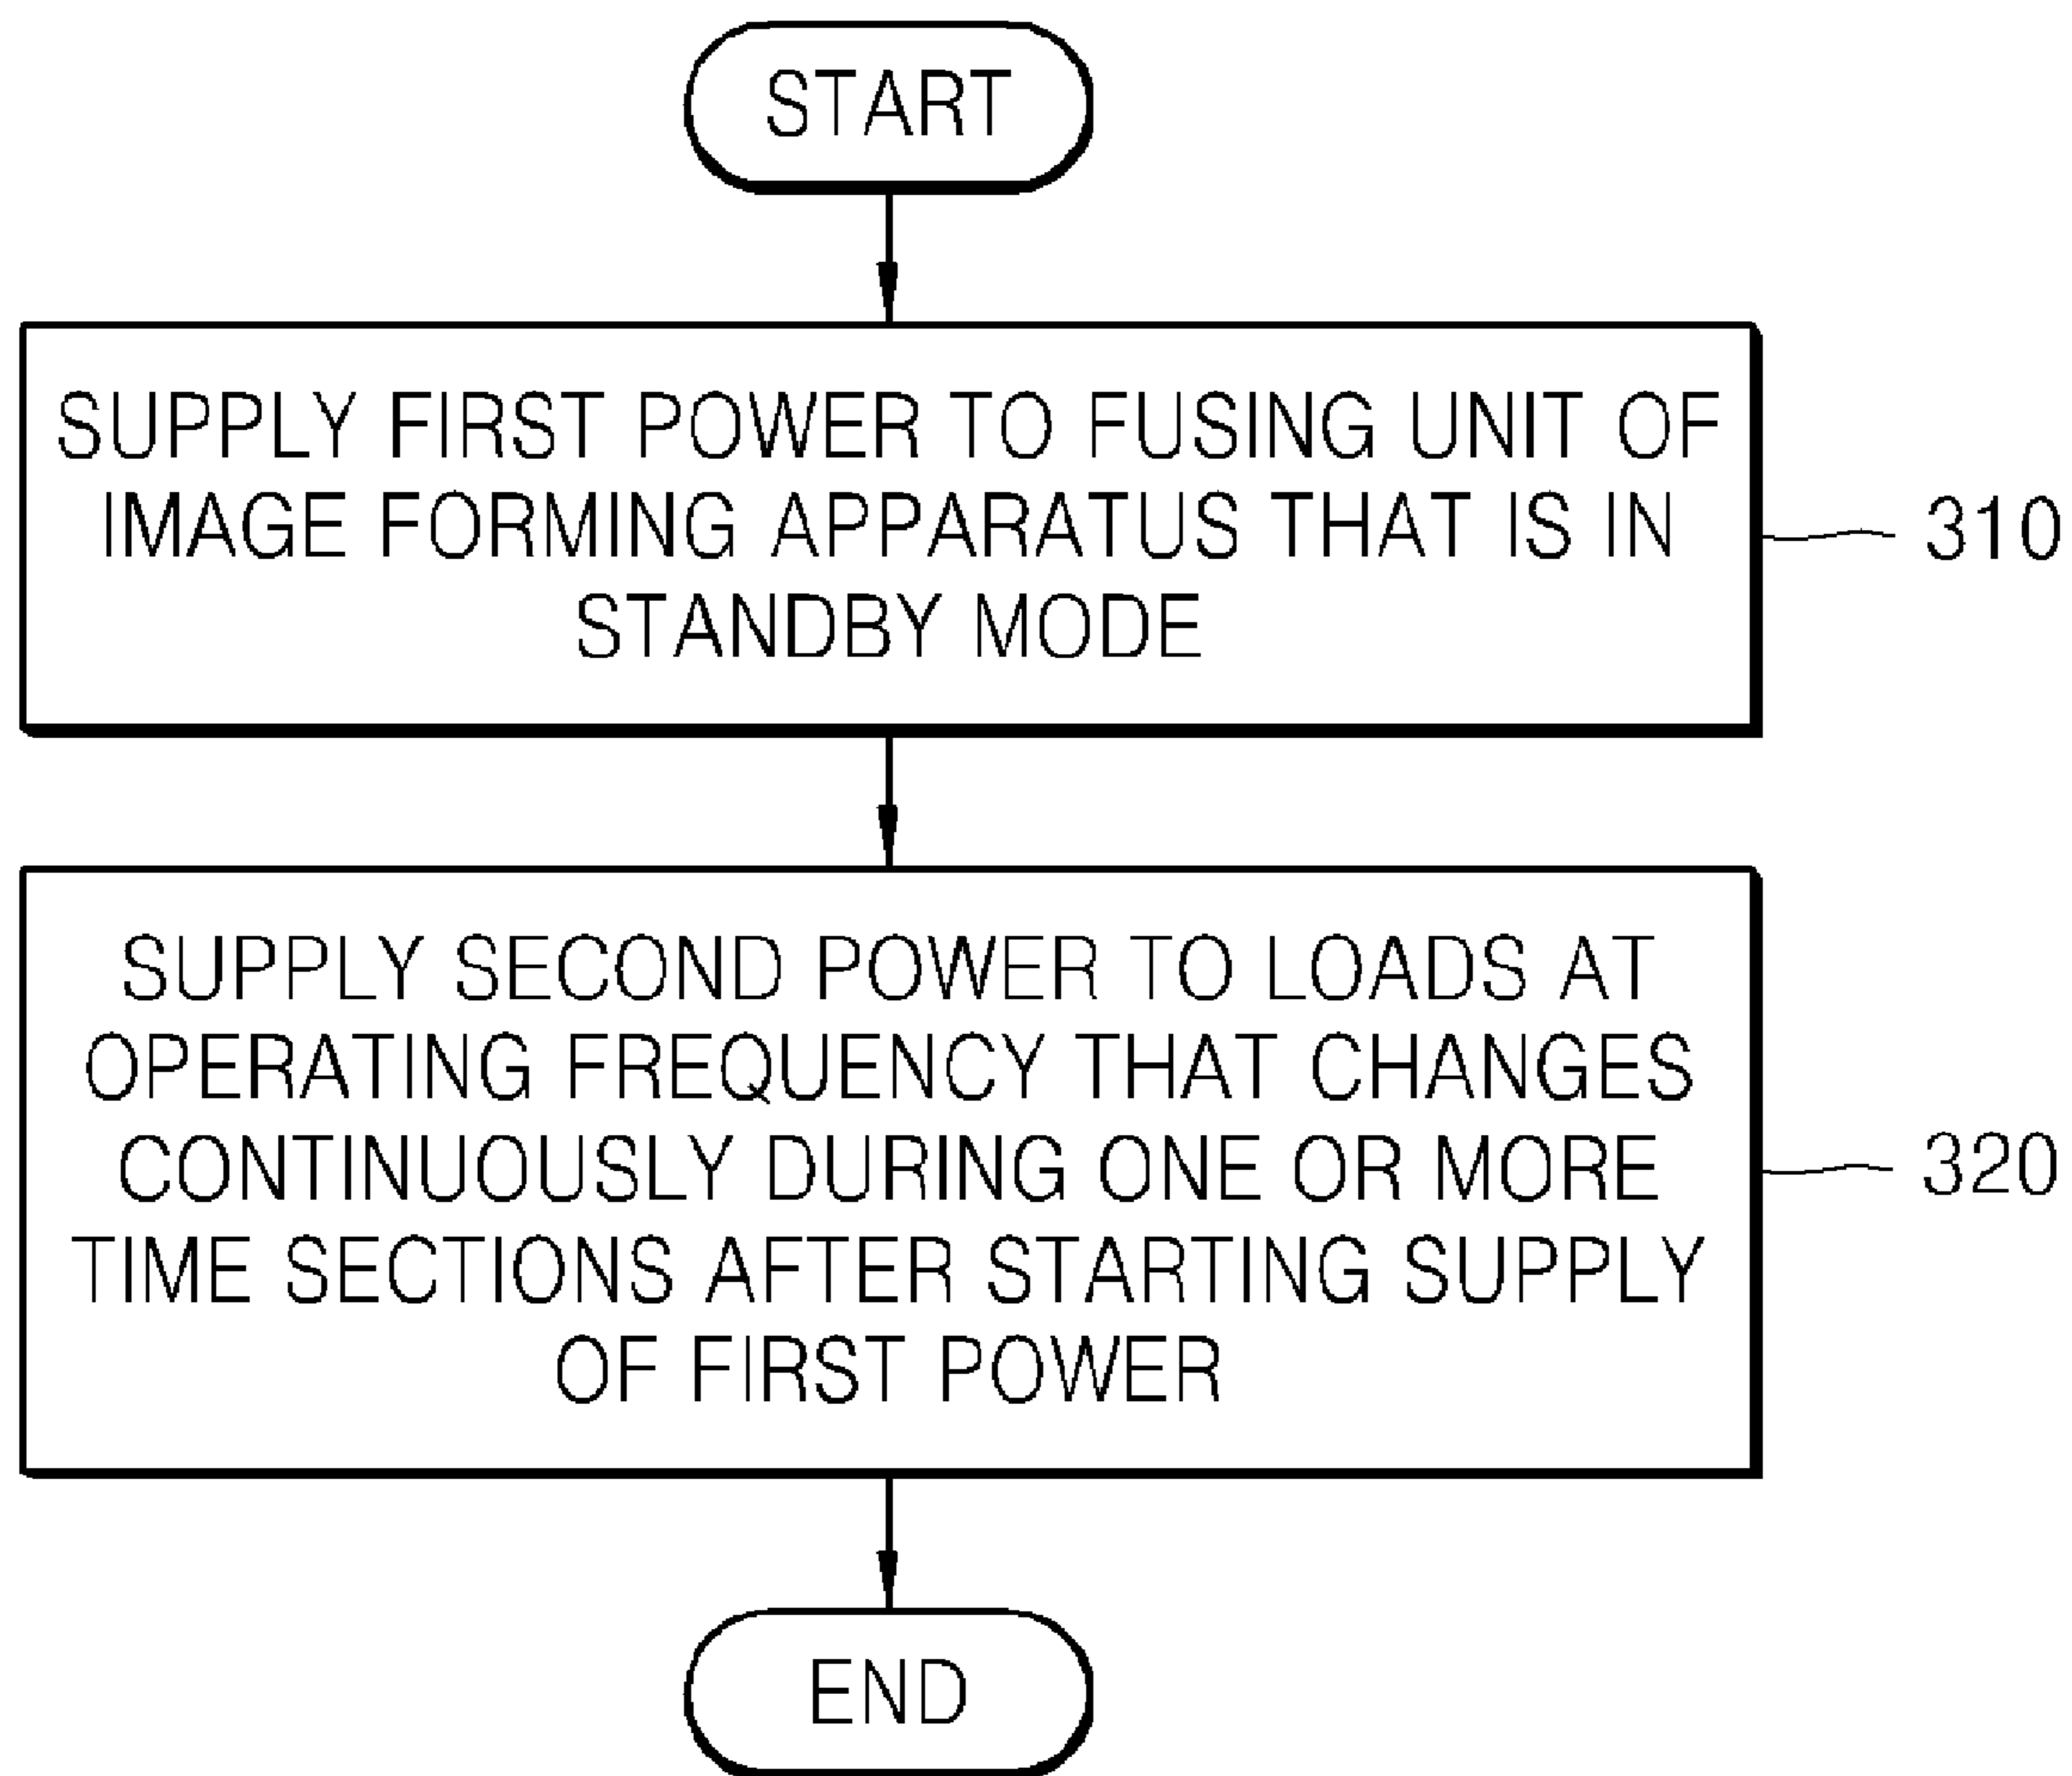 START
SUPPLY FIRST POWER TO FUSING UNIT OF
IMAGE FORMING APPARATUS THAT IS IN
STANDBY MODE
310
SUPPLY SECOND POWER TO LOADS AT
OPERATING FREQUENCY THAT CHANGES
CONTINUOUSLY DURING ONE OR MORE
TIME SECTIONS AFTER STARTING SUPPLY
OF FIRST POWER
320
END